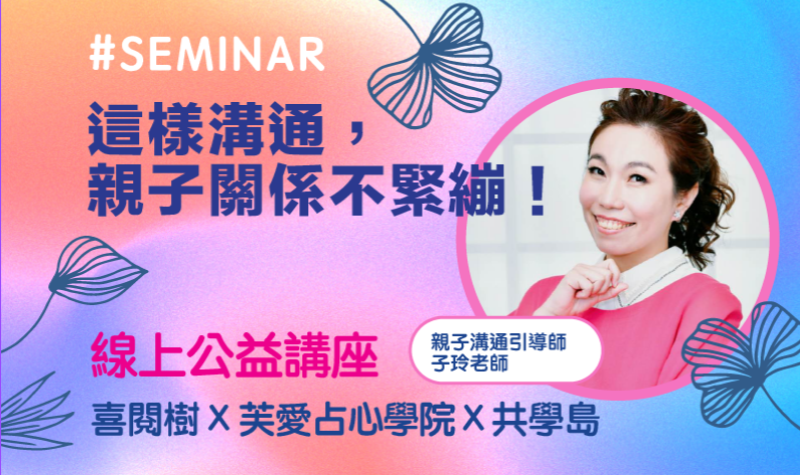 #SEMINAR
這樣溝通，
親子關係不緊繃！
線上公益講座
親子溝通引導師
子玲老師
喜閱樹 X 芙愛占心學院 X 共學島